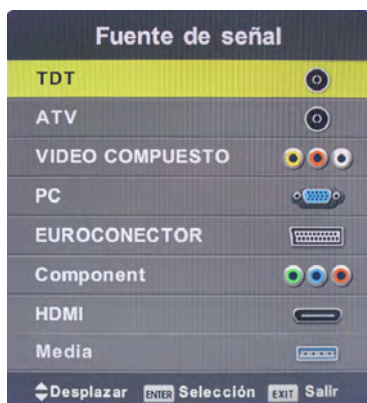 Fuente de señal
TDT
ATV
VIDEO COMPUESTO
PC
EUROCONECTOR
Component
HDMI
Media
Desplazar ENTER Selección EXIT Salir